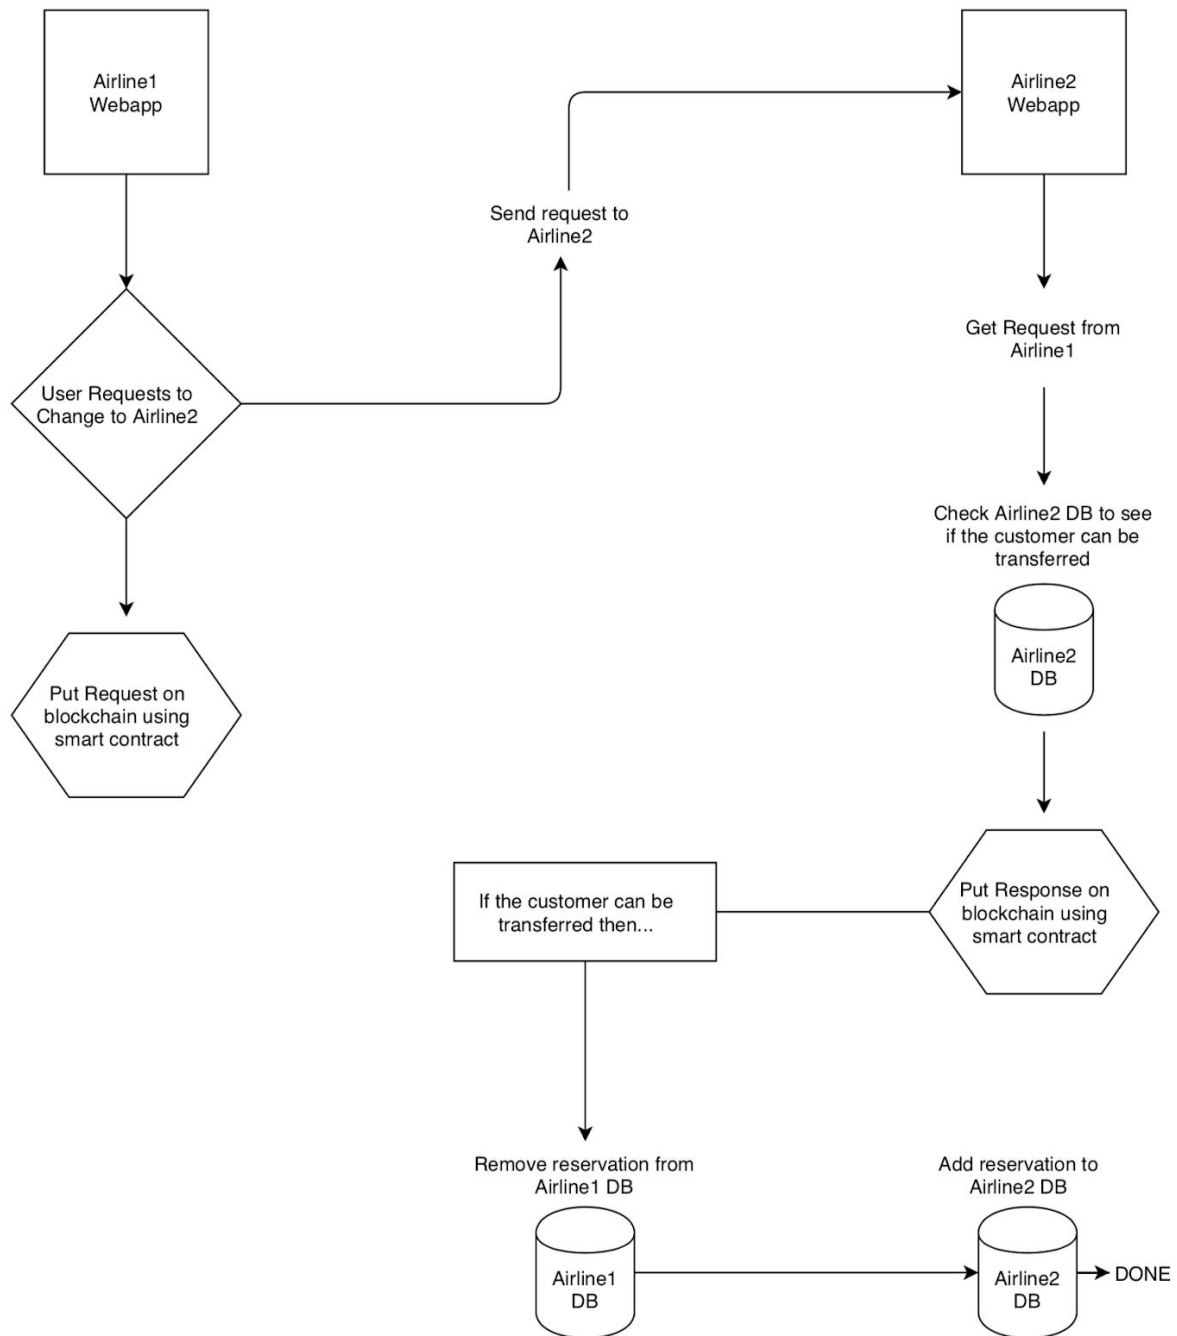 Airline1
Webapp
Airline2
Webapp
Send request to
Airline2
Get Request from
Airline1
User Requests to
Change to Airline2
Check Airline2 DB to see
if the customer can be
transferred
Airline2
DB
Put Request on
blockchain using
smart contract
If the customer can be
transferred then...
Put Response on
blockchain using
smart contract
Remove reservation from
Airline1 DB
Add reservation to
Airline2 DB
Airline1
DB
Airline2
DB
DONE